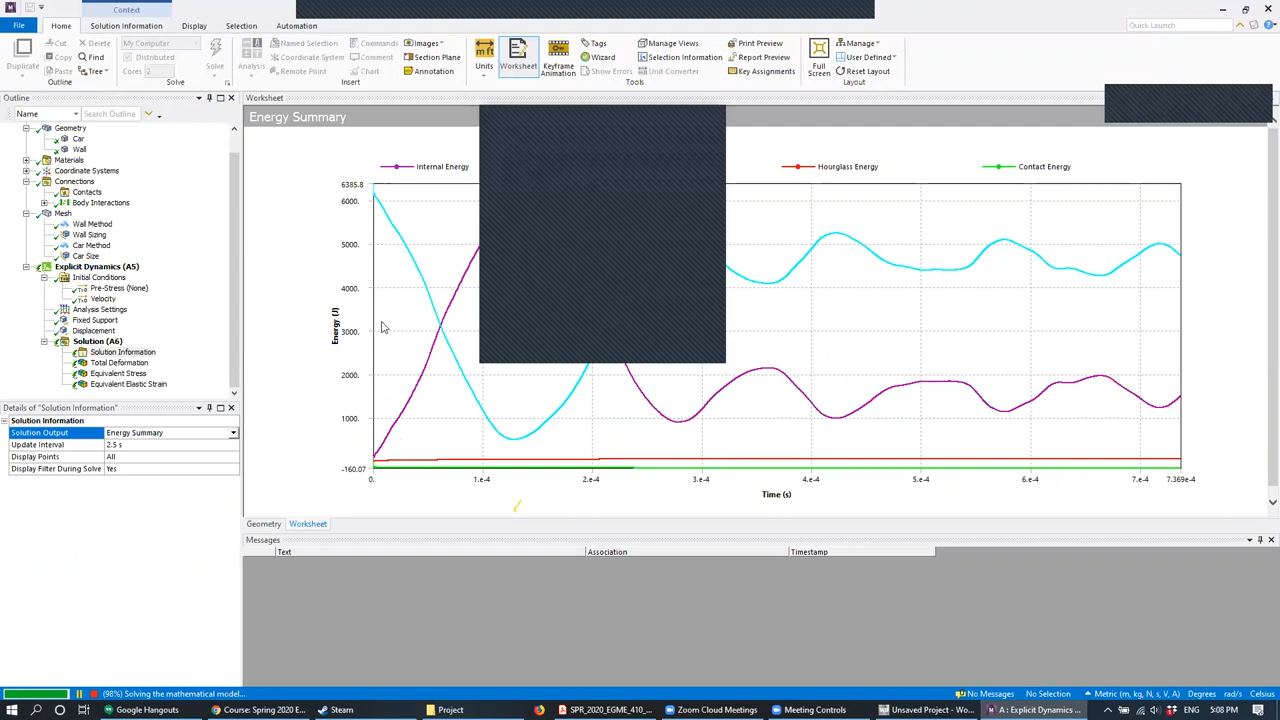 Context
File
Home
Solution Information
Display
Selection
Automation
Quick Launch
Duplicate
Cut
Copy
Paste
Delete
Find
Tree
Outline
My Computer
Distributed
Cores 2
Solve
Solve
Analysis
Named Selection
Coordinate System
Remote Point
Commands
Comment
Chart
Images
Section Plane
Annotation
Insert
Units
Worksheet
Keyframe Animation
Tags
Wizard
Show Errors
Manage Views
Selection Information
Unit Converter
Print Preview
Report Preview
Key Assignments
Tools
Full Screen
Manage
User Defined
Reset Layout
Layout
Outline
Name
Search Outline
Geometry
Car
Wall
Materials
Coordinate Systems
Connections
Contacts
Body Interactions
Mesh
Wall Method
Wall Sizing
Car Method
Car Size
Explicit Dynamics (A5)
Initial Conditions
Pre-Stress (None)
Velocity
Analysis Settings
Fixed Support
Displacement
Solution (A6)
Solution Information
Total Deformation
Equivalent Stress
Equivalent Elastic Strain
Details of "Solution Information"
Solution Information
Solution Output Energy Summary
Update Interval 2.5 s
Display Points All
Display Filter During Solve Yes
Worksheet
Energy Summary
Internal Energy
Hourglass Energy
Contact Energy
6385.8
6000.
5000.
4000.
3000.
2000.
1000.
-160.07
Energy (J)
0. 1.e-4 2.e-4 3.e-4 4.e-4 5.e-4 6.e-4 7.e-4 7.369e-4
Time (s)
Geometry Worksheet
Messages
Text Association Timestamp
(98%) Solving the mathematical model...
No Messages No Selection Metric (m, kg, N, s, V, A) Degrees rad/s Celsius
Google Hangouts
Course: Spring 2020 E...
Steam
Project
SPR_2020_EGME_410_...
Zoom Cloud Meetings
Meeting Controls
Unsaved Project - Wo...
A : Explicit Dynamics ...
ENG
5:08 PM